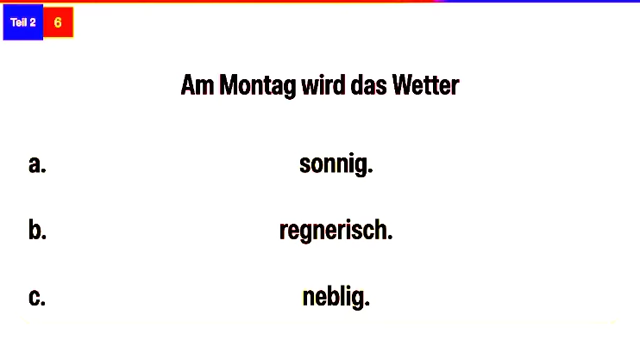 Teil 2 6
Am Montag wird das Wetter
a. sonnig.
b. regnerisch.
c. neblig.